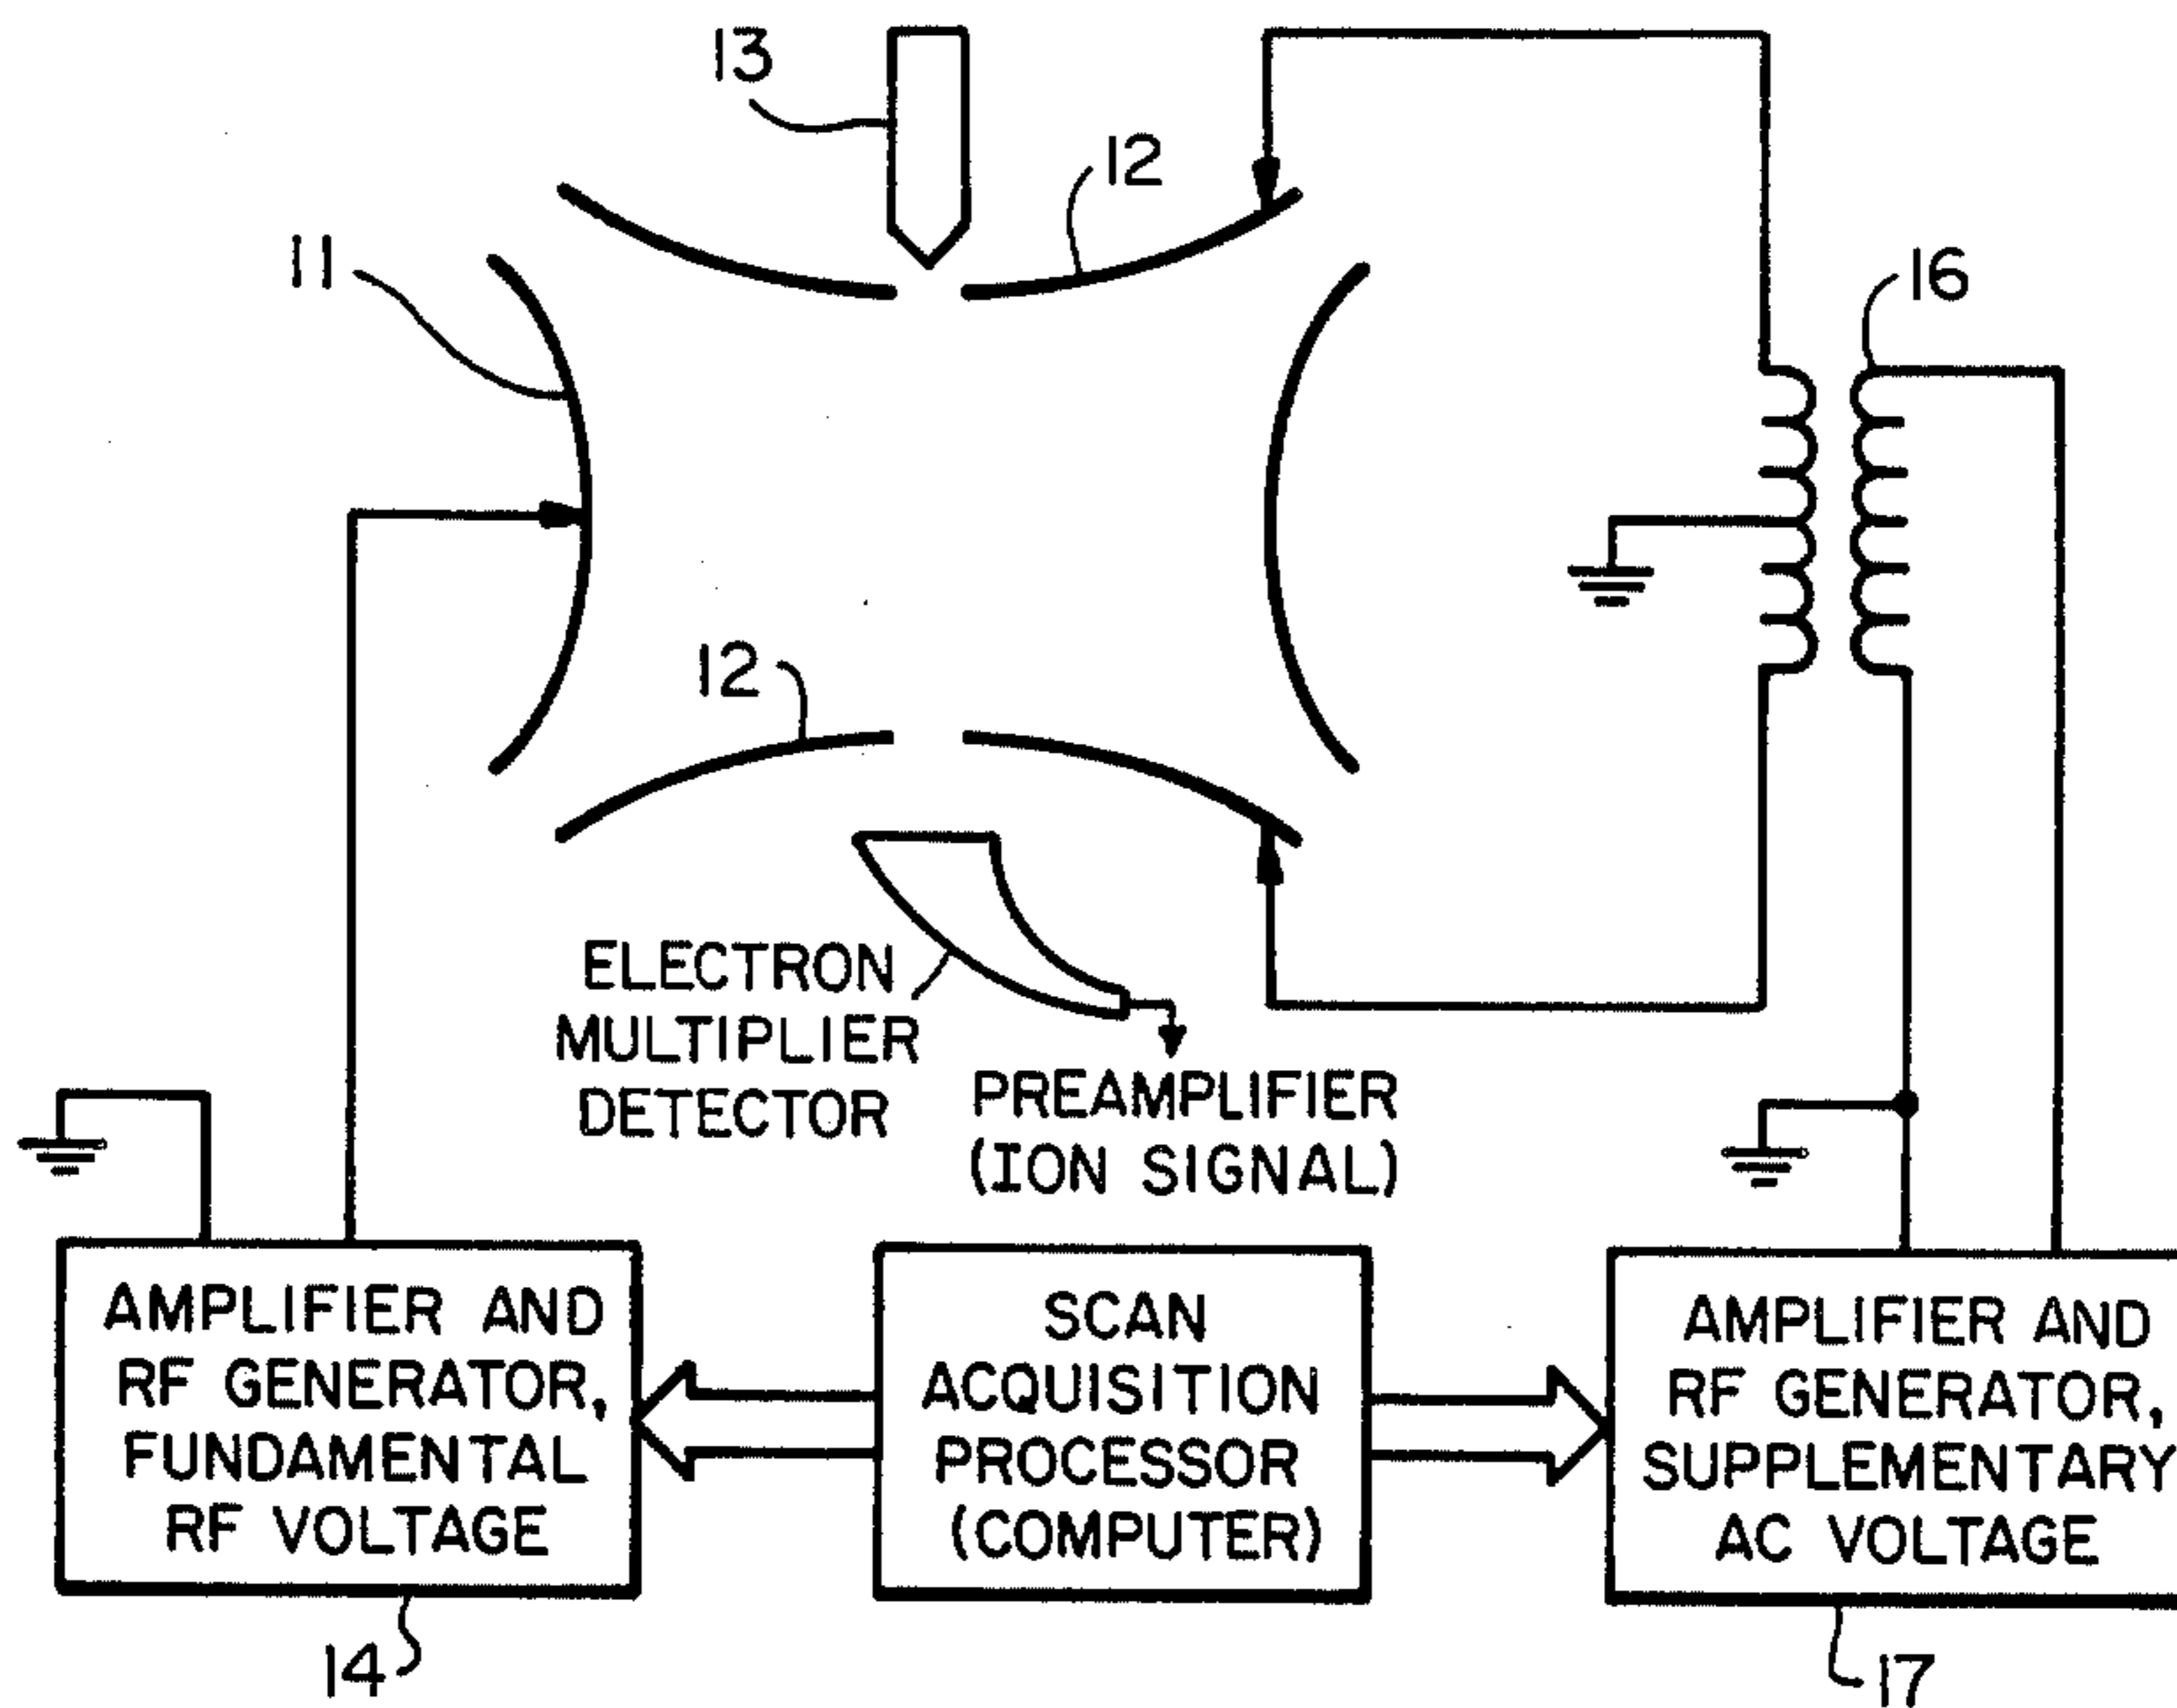 13
12
11
16
12
ELECTRON
MULTIPLIER
DETECTOR
PREAMPLIFIER
(ION SIGNAL)
AMPLIFIER AND
RF GENERATOR,
FUNDAMENTAL
RF VOLTAGE
SCAN
ACQUISITION
PROCESSOR
(COMPUTER)
AMPLIFIER AND
RF GENERATOR,
SUPPLEMENTARY
AC VOLTAGE
14
17